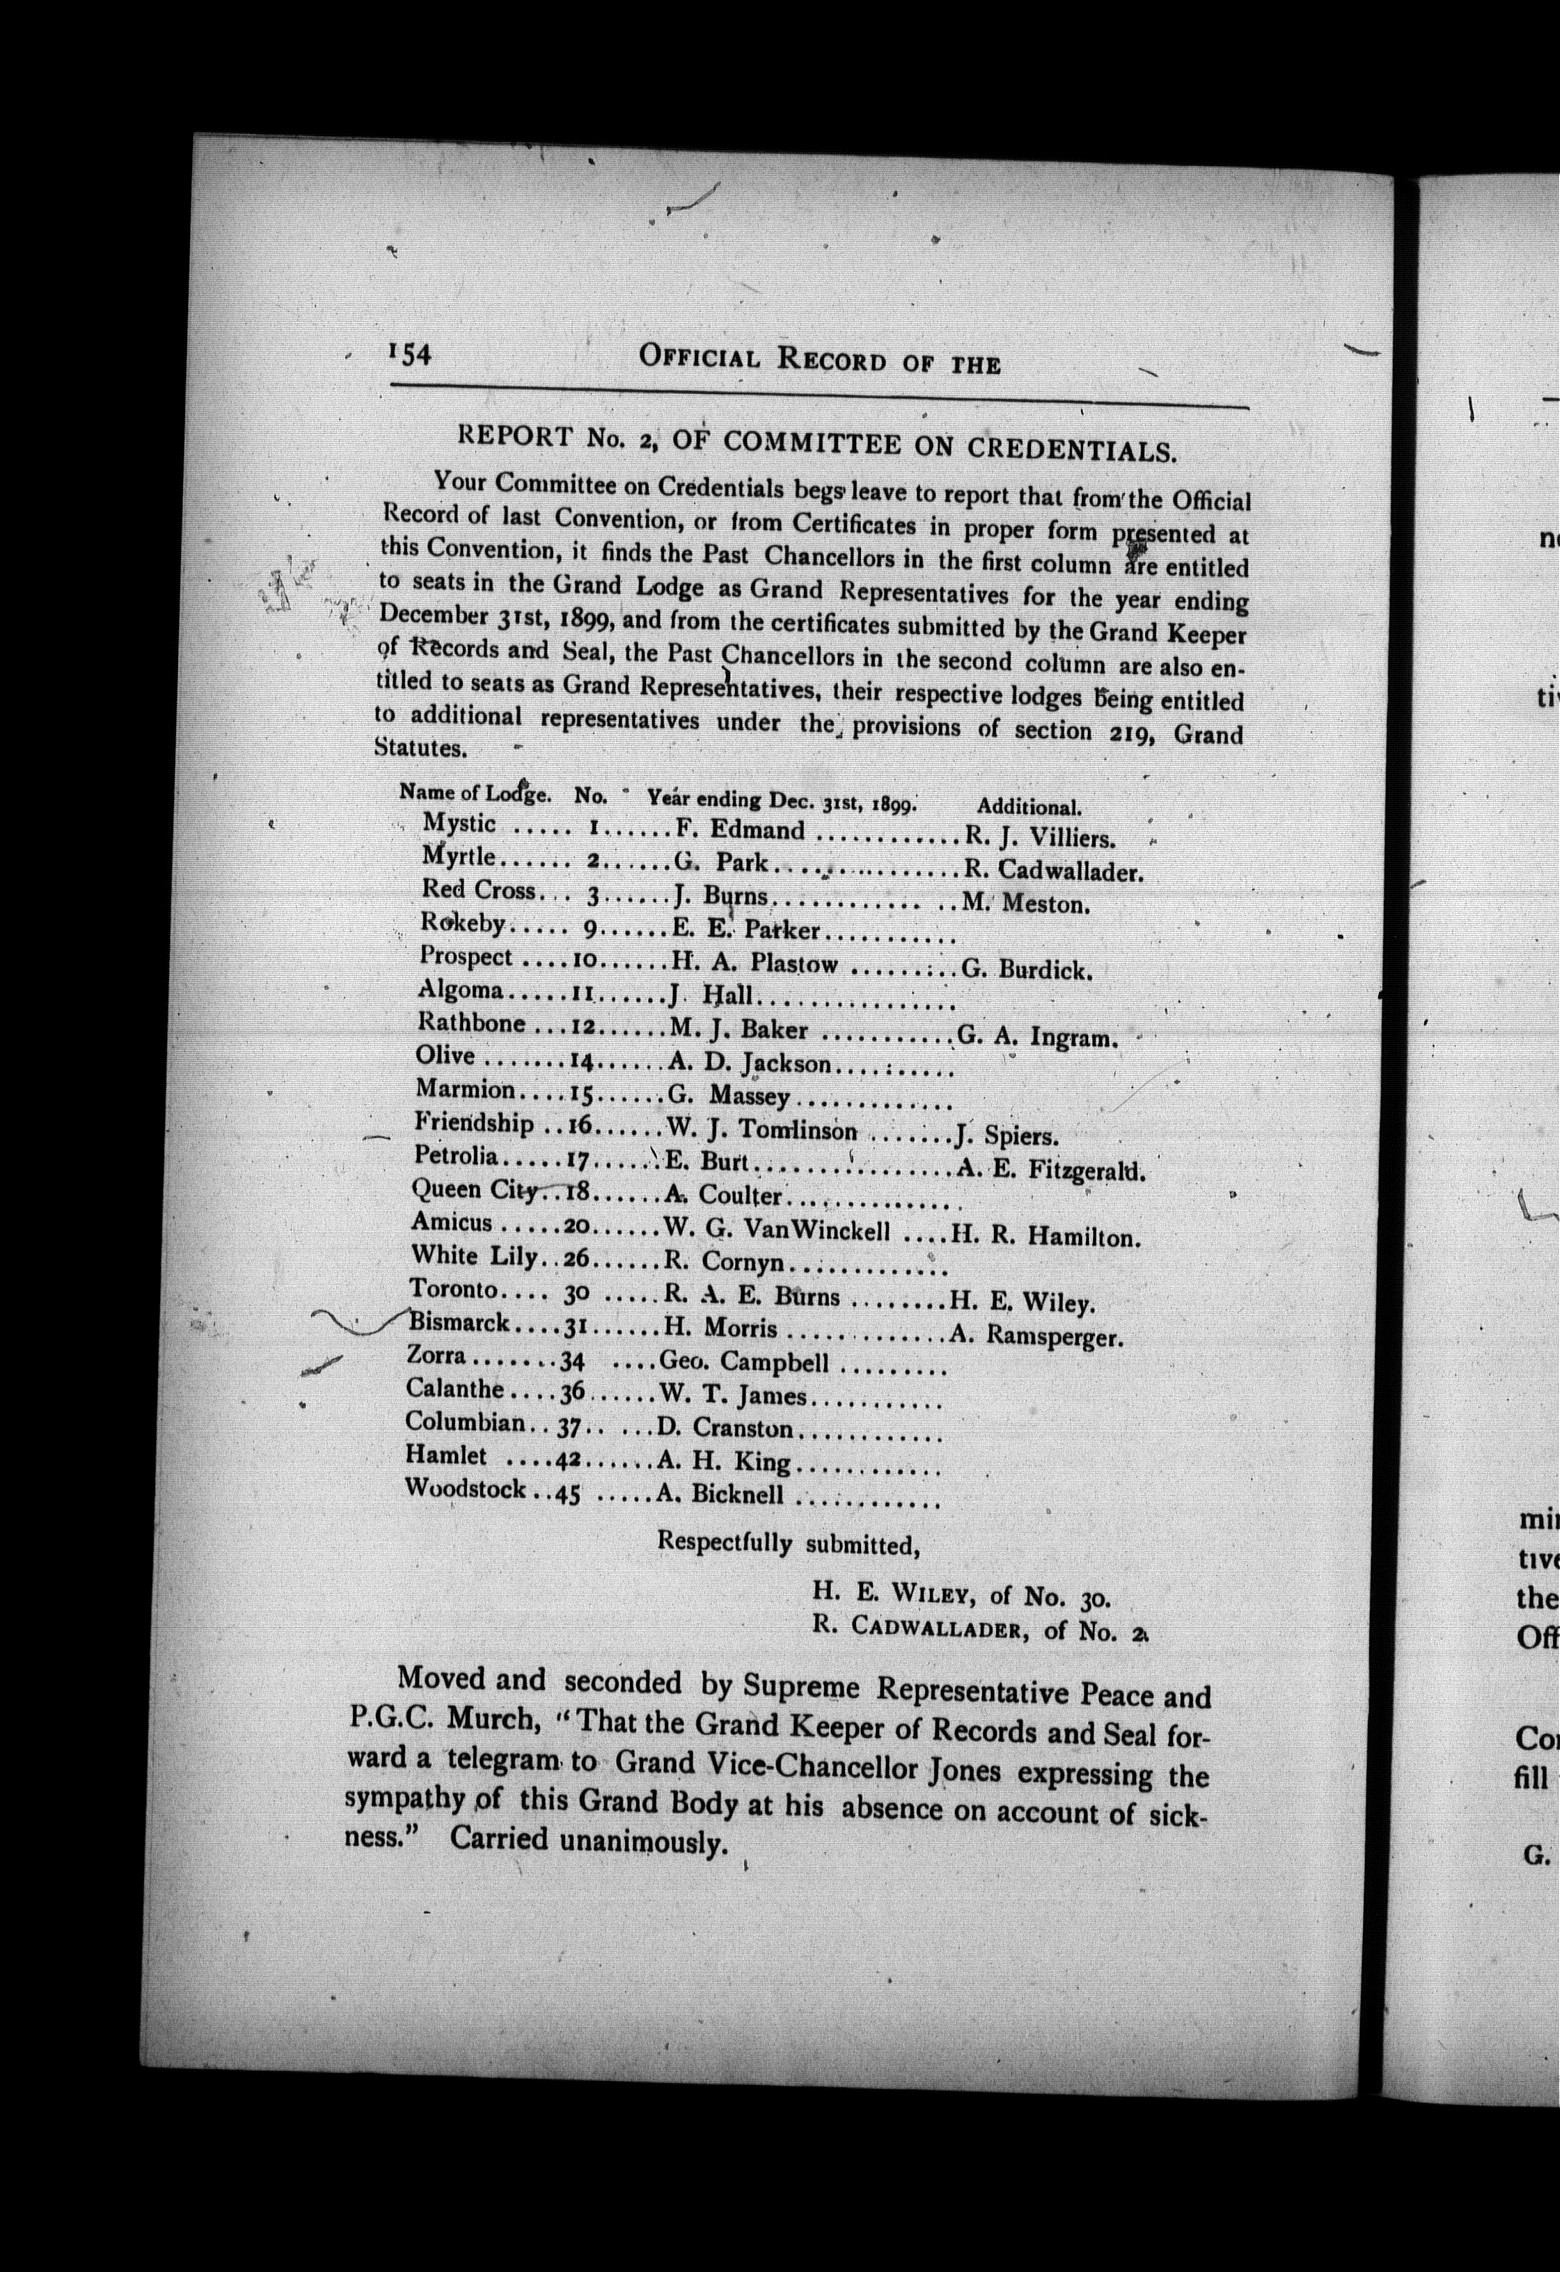 154 OFFICIAL RECORD OF THE
REPORT No. 2, OF COMMITTEE ON CREDENTIALS.
Your Committee on Credentials begs leave to report that from the Official
Record of last Convention, or from Certificates in proper form presented at
this Convention, it finds the Past Chancellors in the first column are entitled
to seats in the Grand Lodge as Grand Representatives for the year ending
December 31st, 1899, and from the certificates submitted by the Grand Keeper
of Records and Seal, the Past Chancellors in the second column are also en-
titled to seats as Grand Representatives, their respective lodges being entitled
to additional representatives under the provisions of section 219, Grand
Statutes.
Name of Lodge. No. Year ending Dec. 31st, 1899. Additional.
Mystic ..... 1......F. Edmand ............R. J. Villiers.
Myrtle...... 2......G. Park................R. Cadwallader.
Red Cross... 3......J. Burns............ ..M. Meston.
Rokeby..... 9......E. E. Parker...........
Prospect ....10......H. A. Plastow ........G. Burdick.
Algoma.....11......J. Hall................
Rathbone ...12......M. J. Baker ...........G. A. Ingram.
Olive .......14......A. D. Jackson..........
Marmion....15......G. Massey.............
Friendship ..16......W. J. Tomlinson .......J. Spiers.
Petrolia.....17......E. Burt................A. E. Fitzgerald.
Queen City..18......A. Coulter..............
Amicus .....20......W. G. VanWinckell ....H. R. Hamilton.
White Lily..26......R. Cornyn.............
Toronto.... 30 .....R. A. E. Burns ........H. E. Wiley.
Bismarck....31......H. Morris .............A. Ramsperger.
Zorra.......34 ....Geo. Campbell .........
Calanthe....36......W. T. James...........
Columbian..37.. ...D. Cranston............
Hamlet ....42......A. H. King............
Woodstock ..45 .....A. Bicknell ............
Respectfully submitted,
H. E. WILEY, of No. 30.
R. CADWALLADER, of No. 2.
Moved and seconded by Supreme Representative Peace and
P.G.C. Murch, "That the Grand Keeper of Records and Seal for-
ward a telegram to Grand Vice-Chancellor Jones expressing the
sympathy of this Grand Body at his absence on account of sick-
ness." Carried unanimously.
the
fill
G.